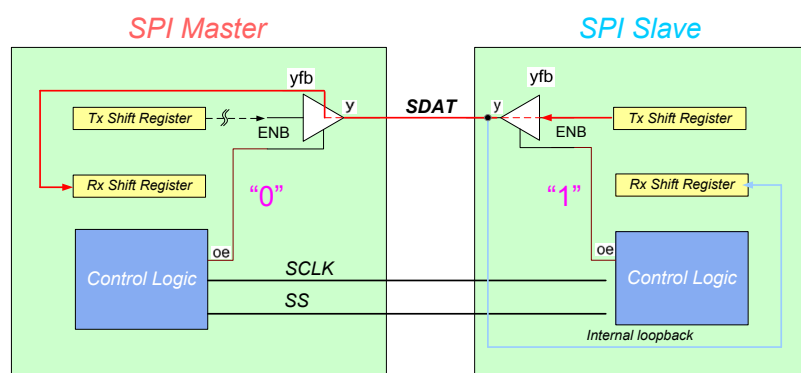 SPI Master
SPI Slave
yfb
yfb
Tx Shift Register
ENB
y
SDAT
y
ENB
Tx Shift Register
Rx Shift Register
"0"
"1"
Rx Shift Register
oe
oe
Control Logic
SCLK
Control Logic
SS
Internal loopback